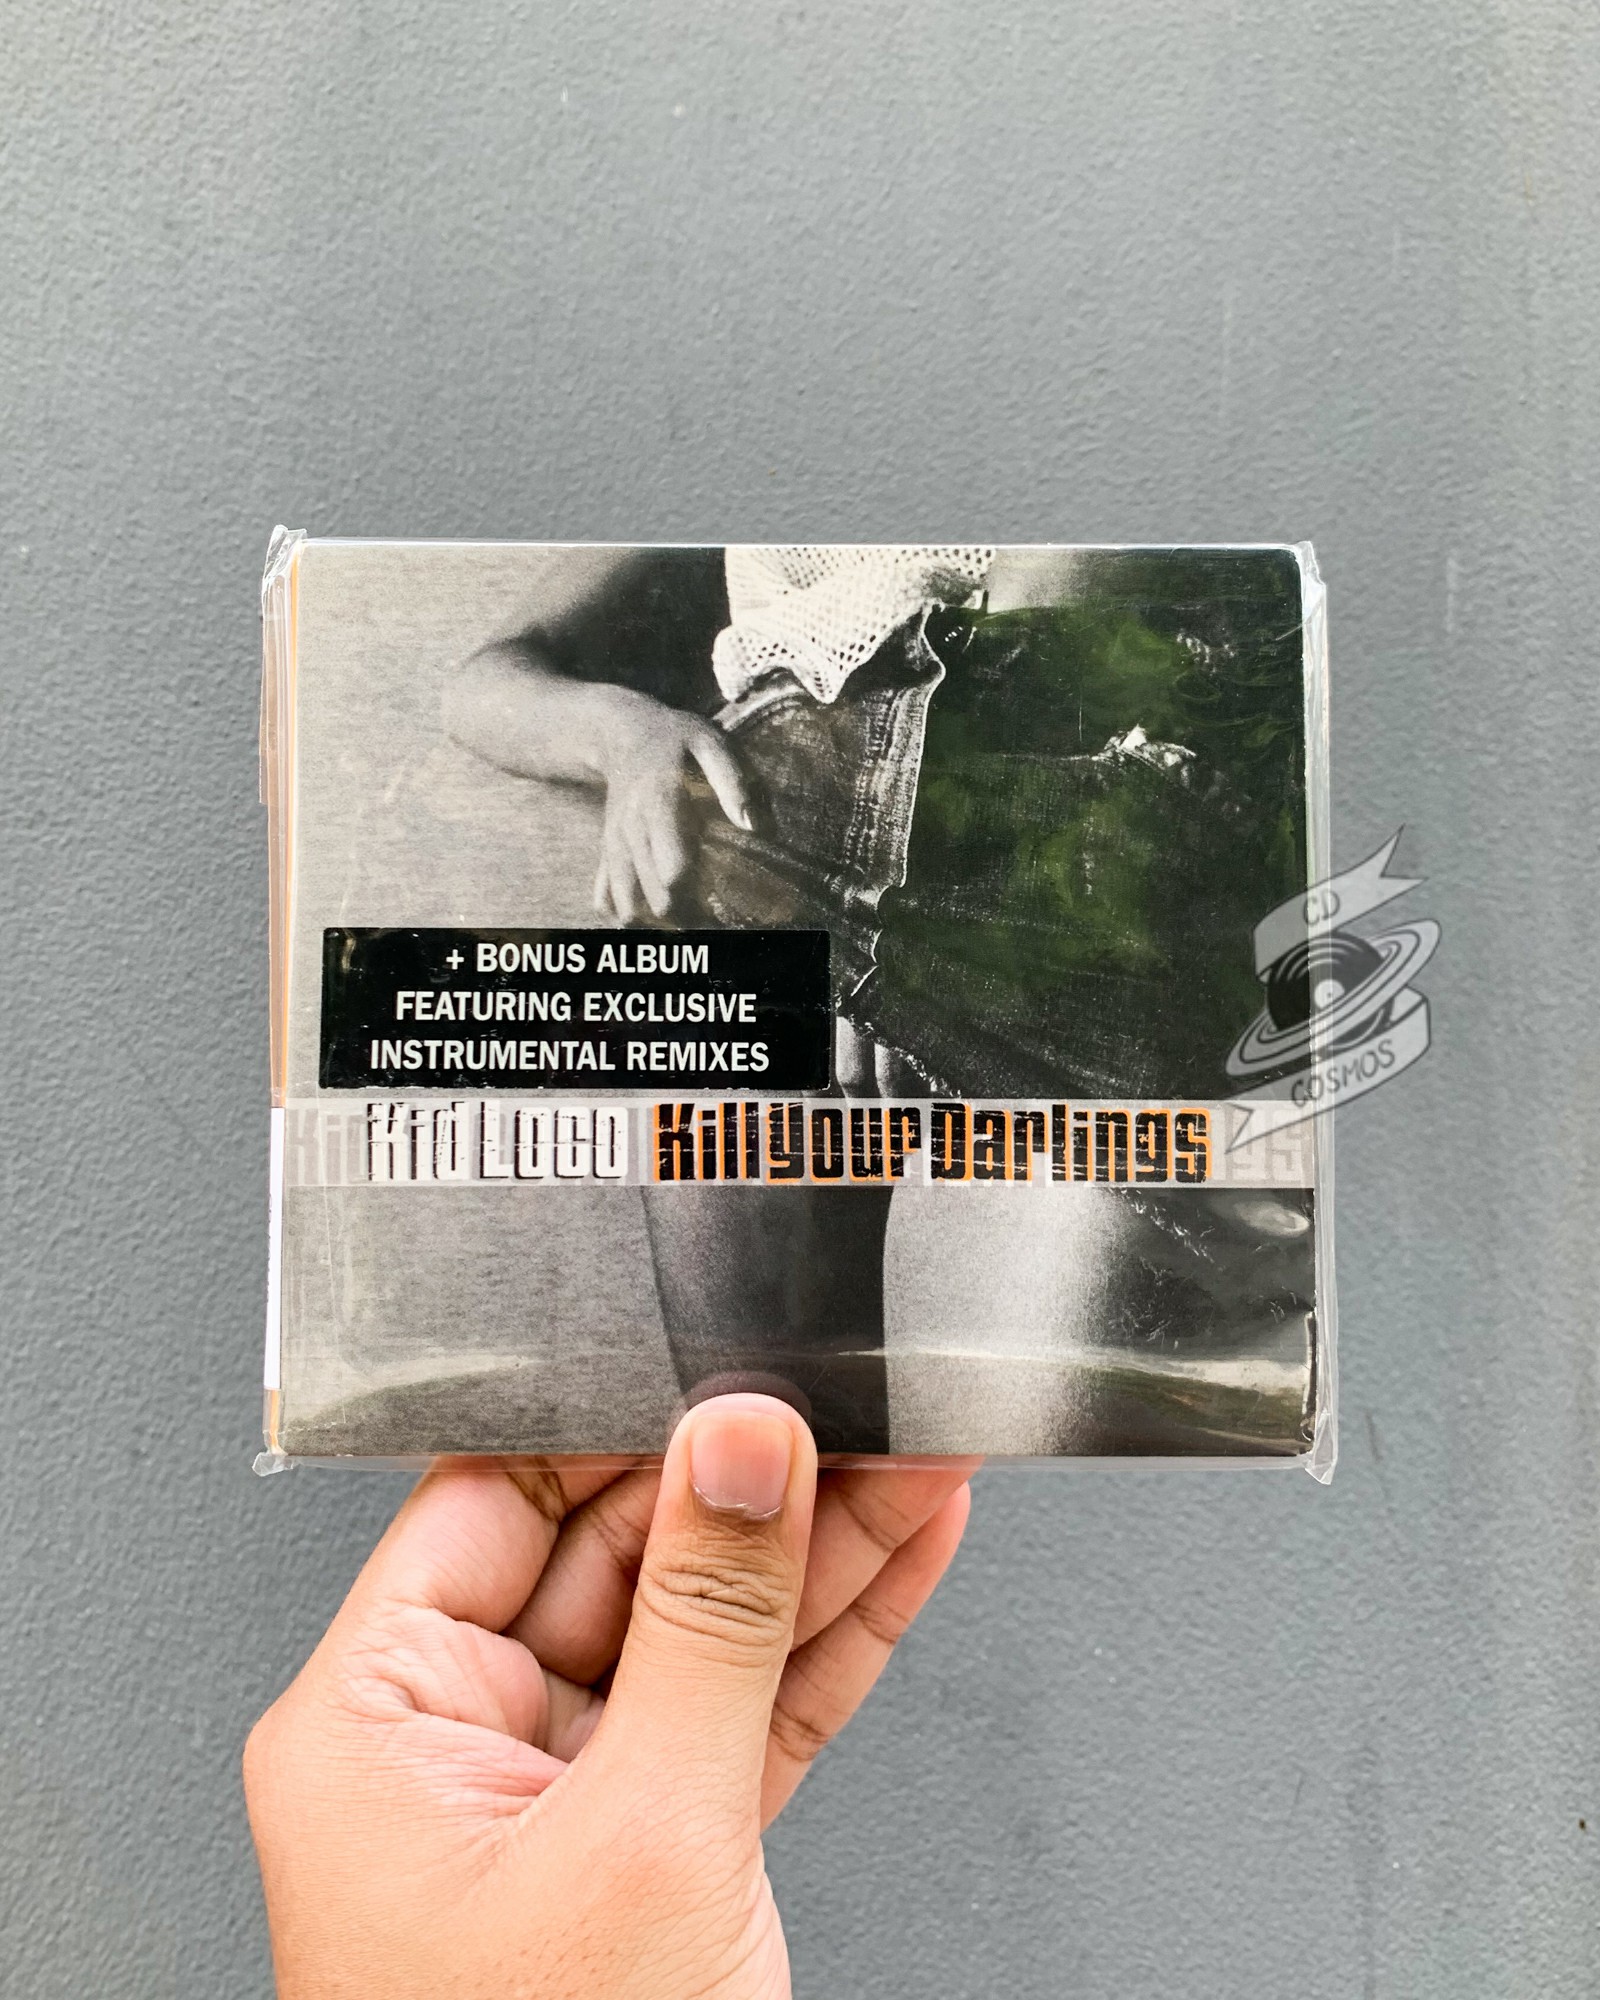 + BONUS ALBUM
FEATURING EXCLUSIVE
INSTRUMENTAL REMIXES
Kid Loco Kill Your Darlings
CD
COSMOS